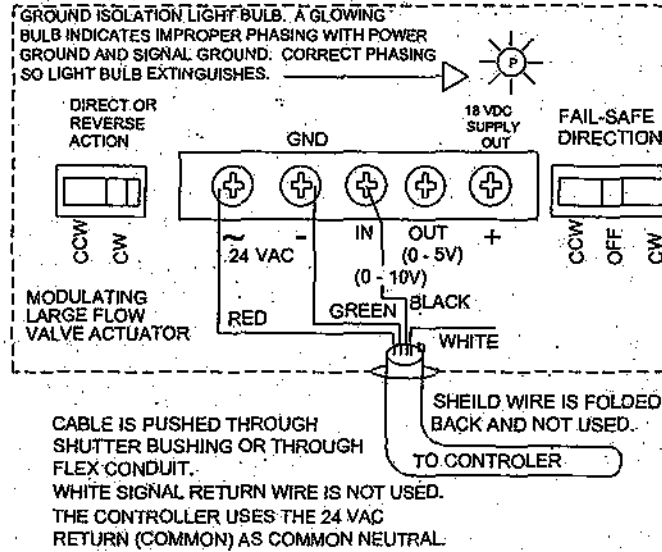 GROUND ISOLATION LIGHT BULB. A GLOWING
BULB INDICATES IMPROPER PHASING WITH POWER
GROUND AND SIGNAL GROUND. CORRECT PHASING
SO LIGHT BULB EXTINGUISHES.
P
DIRECT OR
REVERSE
ACTION
GND
18 VDC
SUPPLY
OUT
FAIL-SAFE
DIRECTION
CCW
CW
~
-
IN
OUT
+
CCW
OFF
CW
24 VAC
(0 - 5V)
(0 - 10V)
MODULATING
LARGE FLOW
VALVE ACTUATOR
RED
GREEN
BLACK
WHITE
CABLE IS PUSHED THROUGH
SHUTTER BUSHING OR THROUGH
FLEX CONDUIT.
WHITE SIGNAL RETURN WIRE IS NOT USED.
THE CONTROLLER USES THE 24 VAC
RETURN (COMMON) AS COMMON NEUTRAL.
SHEILD WIRE IS FOLDED
BACK AND NOT USED.
TO CONTROLER